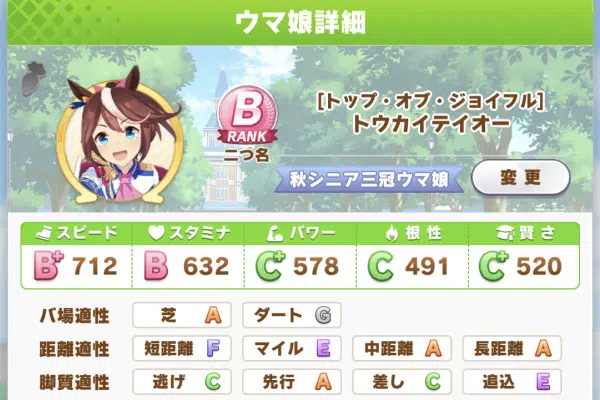 ウマ娘詳細
B
RANK
[トップ・オブ・ジョイフル]
トウカイテイオー
二つ名
秋シニア三冠ウマ娘
変更
スピード スタミナ パワー 根性 賢さ
B+ 712 B 632 C+ 578 C 491 C+ 520
バ場適性 芝 A ダート G
距離適性 短距離 F マイル E 中距離 A 長距離 A
脚質適性 逃げ C 先行 A 差し C 追込 E